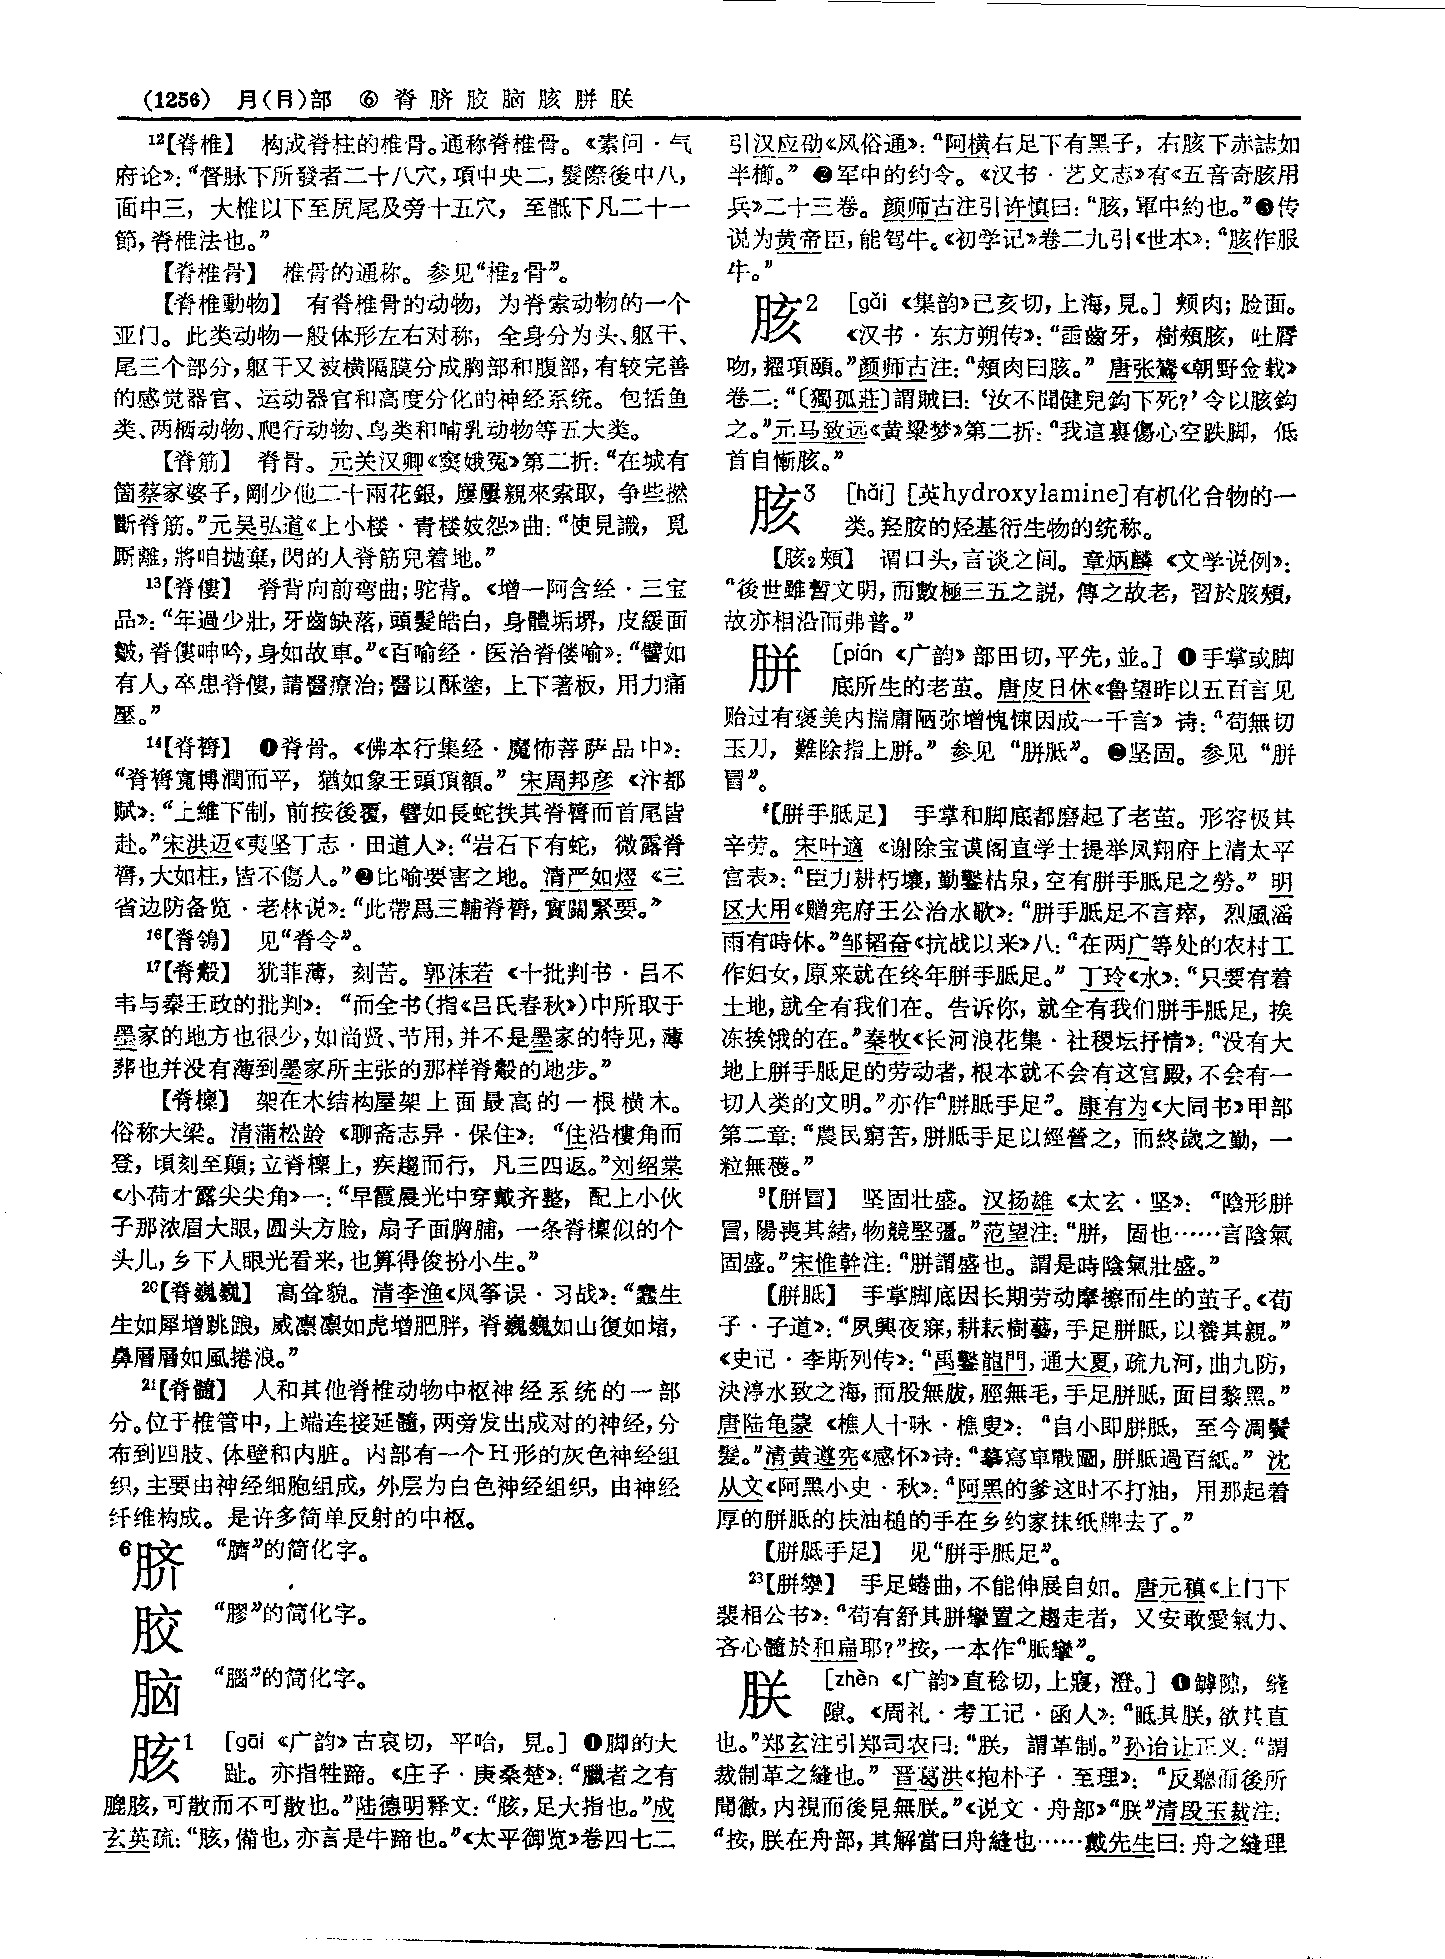 (1256) 月(⺼)部 ⑥ 脊脐胶脑胲胼朕
¹²【脊椎】 构成脊柱的椎骨。通称脊椎骨。《素问·气
府论》:“督脉下所發者二十八穴,項中央二,髮際後中八,
面中三,大椎以下至尻尾及旁十五穴,至骶下凡二十一
節,脊椎法也。”
【脊椎骨】 椎骨的通称。参见“椎₂骨”。
【脊椎動物】 有脊椎骨的动物,为脊索动物的一个
亚门。此类动物一般体形左右对称,全身分为头、躯干、
尾三个部分,躯干又被横隔膜分成胸部和腹部,有较完善
的感觉器官、运动器官和高度分化的神经系统。包括鱼
类、两栖动物、爬行动物、鸟类和哺乳动物等五大类。
【脊筋】 脊骨。元关汉卿《窦娥冤》第二折:“在城有
箇蔡家婆子,剛少他二十兩花銀,屢屢親來索取,争些撚
斷脊筋。”元吴弘道《上小楼·青楼妓怨》曲:“使見識,覓
厮離,將咱抛棄,閃的人脊筋兒着地。”
¹³【脊僂】 脊背向前弯曲;驼背。《增一阿含经·三宝
品》:“年過少壯,牙齒缺落,頭髮皓白,身體垢坋,皮緩面
皺,脊僂呻吟,身如故車。”《百喻经·医治脊偻喻》:“譬如
有人,卒患脊僂,請醫療治;醫以酥塗,上下著板,用力痛
壓。”
¹⁴【脊膂】 ❶脊骨。《佛本行集经·魔怖菩萨品中》:
“脊膂寬博濶而平,猶如象王頭頂額。”宋周邦彦《汴都
赋》:“上維下制,前按後覆,譬如長蛇扶其脊膂而首尾皆
赴。”宋洪迈《夷坚丁志·田道人》:“岩石下有蛇,微露脊
膂,大如柱,皆不傷人。”❷比喻要害之地。清严如煜《三
省边防备览·老林说》:“此帶爲三輔脊膂,實關緊要。”
¹⁶【脊鴒】 见“脊令”。
¹⁷【脊觳】 犹菲薄,刻苦。郭沫若《十批判书·吕不
韦与秦王政的批判》:“而全书(指《吕氏春秋》)中所取于
墨家的地方也很少,如尚贤、节用,并不是墨家的特见,薄
葬也并没有薄到墨家所主张的那样脊觳的地步。”
【脊檁】 架在木结构屋架上面最高的一根横木。
俗称大梁。清蒲松龄《聊斋志异·保住》:“住沿樓角而
登,頃刻至顛;立脊檁上,疾趨而行,凡三四返。”刘绍棠
《小荷才露尖尖角》一:“早霞晨光中穿戴齐整,配上小伙
子那浓眉大眼,圆头方脸,扇子面胸脯,一条脊檩似的个
头儿,乡下人眼光看来,也算得俊扮小生。”
²⁰【脊巍巍】 高耸貌。清李渔《风筝误·习战》:“蠢生
生如犀增跳踉,威凛凛如虎增肥胖,脊巍巍如山復如堵,
鼻層層如風捲浪。”
²¹【脊髓】 人和其他脊椎动物中枢神经系统的一部
分。位于椎管中,上端连接延髓,两旁发出成对的神经,分
布到四肢、体壁和内脏。内部有一个H形的灰色神经组
织,主要由神经细胞组成,外层为白色神经组织,由神经
纤维构成。是许多简单反射的中枢。
⁶脐 “臍”的简化字。
胶 “膠”的简化字。
脑 “腦”的简化字。
胲¹ [gāi 《广韵》古哀切,平咍,見。] ❶脚的大
趾。亦指牲蹄。《庄子·庚桑楚》:“臘者之有
膍胲,可散而不可散也。”陆德明释文:“胲,足大指也。”成
玄英疏:“胲,備也,亦言是牛蹄也。”《太平御览》卷四七二
引汉应劭《风俗通》:“阿横右足下有黑子,右胲下赤誌如
半櫛。” ❷军中的约令。《汉书·艺文志》有《五音奇胲用
兵》二十三卷。颜师古注引许慎曰:“胲,軍中約也。”❸传
说为黄帝臣,能驾牛。《初学记》卷二九引《世本》:“胲作服
牛。”
胲² [gǎi 《集韵》已亥切,上海,見。] 颊肉;脸面。
《汉书·东方朔传》:“臿齒牙,樹頰胲,吐脣
吻,擢項頤。”颜师古注:“頰肉曰胲。” 唐张鷟《朝野佥载》
卷二:“〔獨孤莊〕謂賊曰:‘汝不聞健兒鈎下死?’令以胲鈎
之。”元马致远《黄粱梦》第二折:“我這裏傷心空跌脚,低
首自慚胲。”
胲³ [hǎi] [英hydroxylamine]有机化合物的一
类。羟胺的烃基衍生物的统称。
【胲₂頰】 谓口头,言谈之间。章炳麟《文学说例》:
“後世雖暫文明,而數極三五之説,傳之故老,習於胲頰,
故亦相沿而弗普。”
胼 [pián 《广韵》部田切,平先,並。] ❶手掌或脚
底所生的老茧。唐皮日休《鲁望昨以五百言见
贻过有褒美内揣庸陋弥增愧悚因成一千言》诗:“苟無切
玉刀,難除指上胼。” 参见“胼胝”。❷坚固。参见“胼
冒”。
⁴【胼手胝足】 手掌和脚底都磨起了老茧。形容极其
辛劳。宋叶適《谢除宝谟阁直学士提举凤翔府上清太平
宫表》:“臣力耕朽壤,勤鑿枯泉,空有胼手胝足之勞。” 明
区大用《赠宪府王公治水歌》:“胼手胝足不言瘁,烈風滛
雨有時休。”邹韬奋《抗战以来》八:“在两广等处的农村工
作妇女,原来就在终年胼手胝足。” 丁玲《水》:“只要有着
土地,就全有我们在。告诉你,就全有我们胼手胝足,挨
冻挨饿的在。”秦牧《长河浪花集·社稷坛抒情》:“没有大
地上胼手胝足的劳动者,根本就不会有这宫殿,不会有一
切人类的文明。”亦作“胼胝手足”。康有为《大同书》甲部
第二章:“農民窮苦,胼胝手足以經營之,而終歲之勤,一
粒無穫。”
⁹【胼冒】 坚固壮盛。汉扬雄《太玄·坚》:“陰形胼
冒,陽喪其緒,物競堅彊。”范望注:“胼,固也……言陰氣
固盛。”宋惟幹注:“胼謂盛也。謂是時陰氣壯盛。”
【胼胝】 手掌脚底因长期劳动摩擦而生的茧子。《荀
子·子道》:“夙興夜寐,耕耘樹藝,手足胼胝,以養其親。”
《史记·李斯列传》:“禹鑿龍門,通大夏,疏九河,曲九防,
決渟水致之海,而股無胈,脛無毛,手足胼胝,面目黎黑。”
唐陆龟蒙《樵人十咏·樵叟》:“自小即胼胝,至今凋鬢
髮。”清黄遵宪《感怀》诗:“摹寫車戰圖,胼胝過百紙。” 沈
从文《阿黑小史·秋》:“阿黑的爹这时不打油,用那起着
厚的胼胝的扶油槌的手在乡约家抹纸牌去了。”
【胼胝手足】 见“胼手胝足”。
²³【胼攣】 手足蜷曲,不能伸展自如。唐元稹《上门下
裴相公书》:“苟有舒其胼攣置之趨走者,又安敢愛氣力、
吝心髓於和扁耶?”按,一本作“胝攣”。
朕 [zhèn 《广韵》直稔切,上寝,澄。] ❶罅隙,缝
隙。《周礼·考工记·函人》:“眡其朕,欲其直
也。”郑玄注引郑司农曰:“朕,謂革制。”孙诒让正义:“謂
裁制革之縫也。” 晋葛洪《抱朴子·至理》:“反聽而後所
聞徹,内視而後見無朕。”《说文·舟部》“朕”清段玉裁注:
“按,朕在舟部,其解當曰舟縫也……戴先生曰:舟之縫理